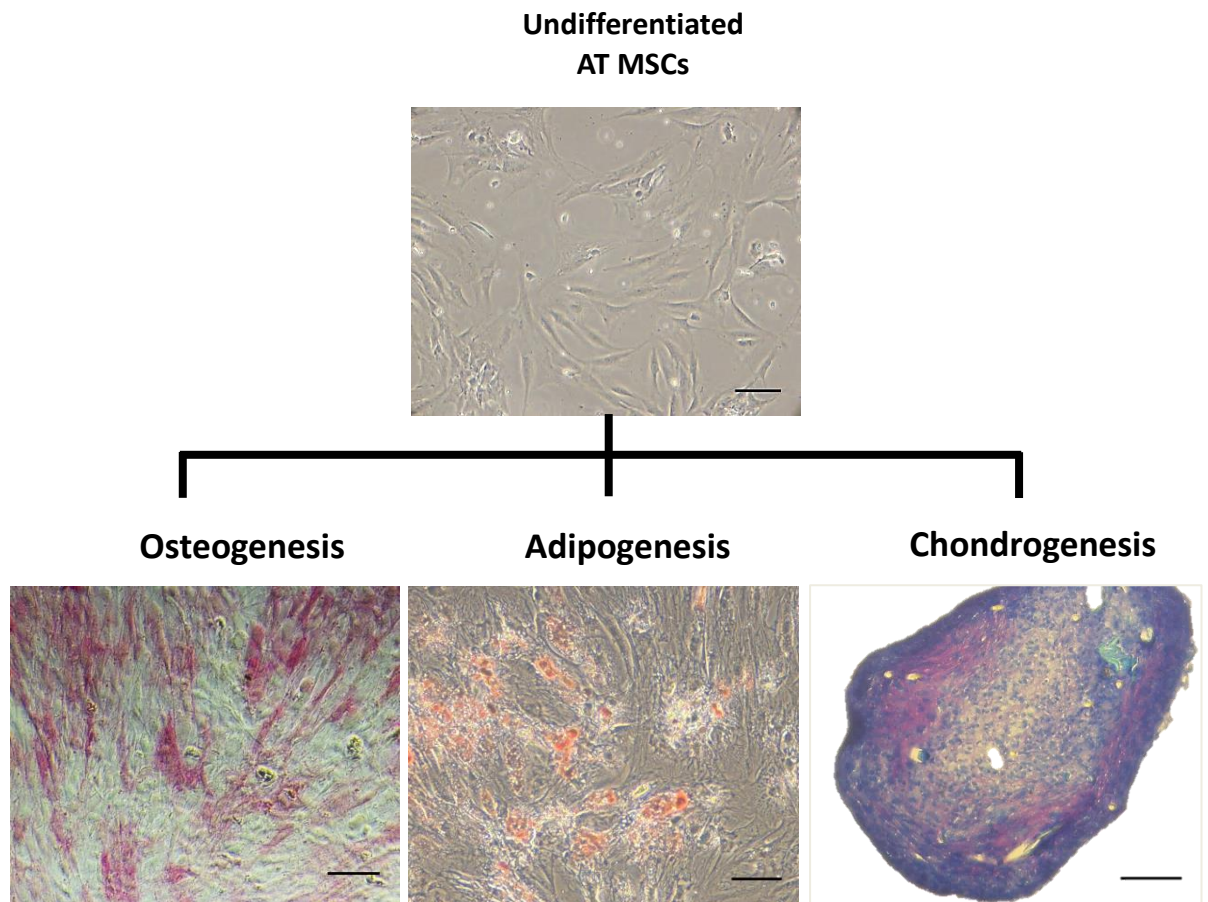 Undifferentiated
AT MSCs
Osteogenesis
Adipogenesis
Chondrogenesis